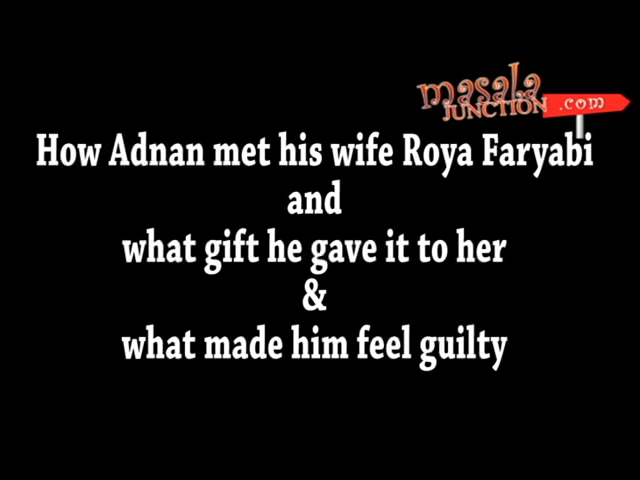 masala
JUNCTION .com
How Adnan met his wife Roya Faryabi
and
what gift he gave it to her
&
what made him feel guilty